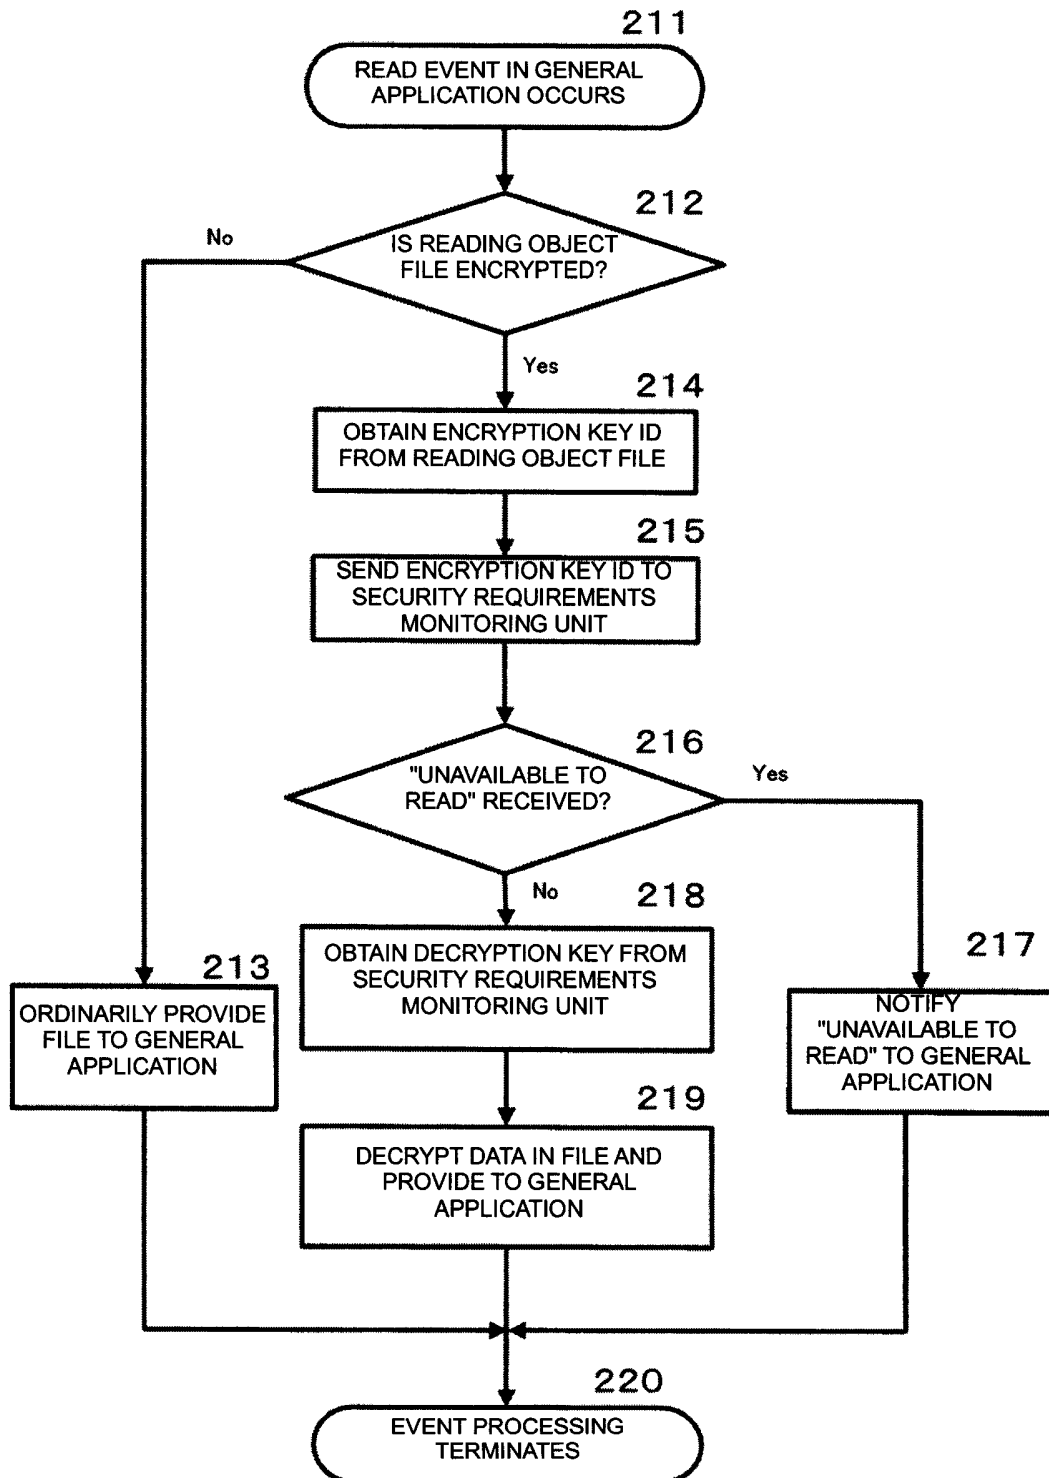 211
READ EVENT IN GENERAL
APPLICATION OCCURS
212
No
IS READING OBJECT
FILE ENCRYPTED?
Yes
214
OBTAIN ENCRYPTION KEY ID
FROM READING OBJECT FILE
215
SEND ENCRYPTION KEY ID TO
SECURITY REQUIREMENTS
MONITORING UNIT
216
"UNAVAILABLE TO
READ" RECEIVED?
Yes
No
218
OBTAIN DECRYPTION KEY FROM
SECURITY REQUIREMENTS
MONITORING UNIT
213
ORDINARILY PROVIDE
FILE TO GENERAL
APPLICATION
217
NOTIFY
"UNAVAILABLE TO
READ" TO GENERAL
APPLICATION
219
DECRYPT DATA IN FILE AND
PROVIDE TO GENERAL
APPLICATION
220
EVENT PROCESSING
TERMINATES